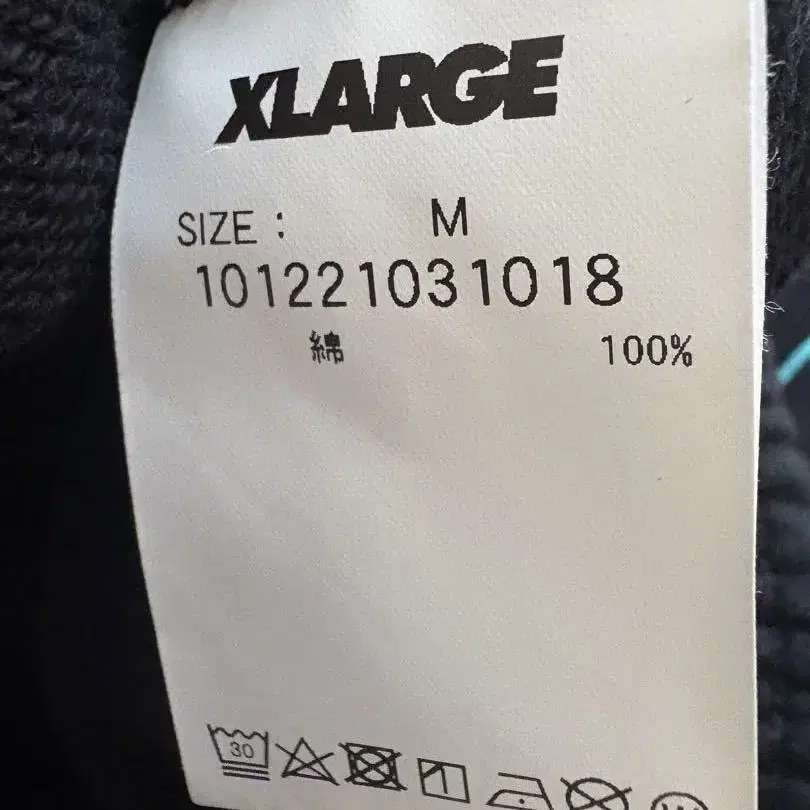 XLARGE
SIZE : M
101221031018
綿 100%
30